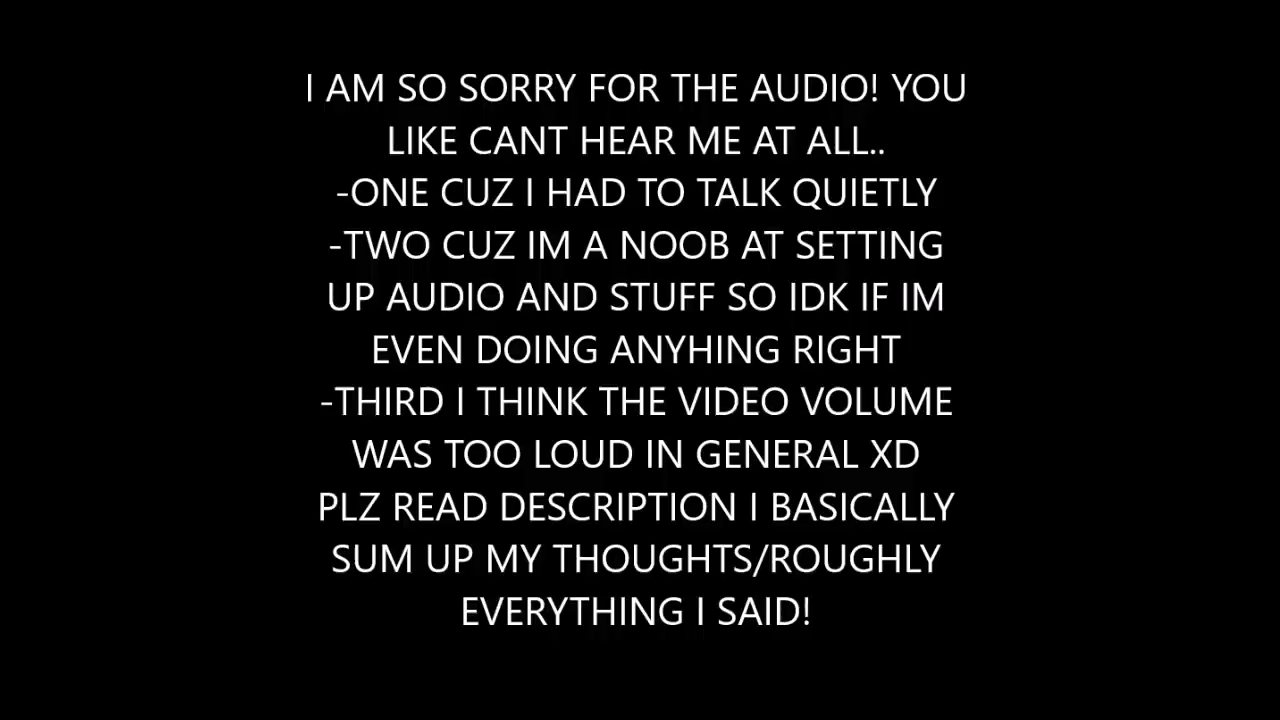 I AM SO SORRY FOR THE AUDIO! YOU
LIKE CANT HEAR ME AT ALL..
-ONE CUZ I HAD TO TALK QUIETLY
-TWO CUZ IM A NOOB AT SETTING
UP AUDIO AND STUFF SO IDK IF IM
EVEN DOING ANYHING RIGHT
-THIRD I THINK THE VIDEO VOLUME
WAS TOO LOUD IN GENERAL XD
PLZ READ DESCRIPTION I BASICALLY
SUM UP MY THOUGHTS/ROUGHLY
EVERYTHING I SAID!